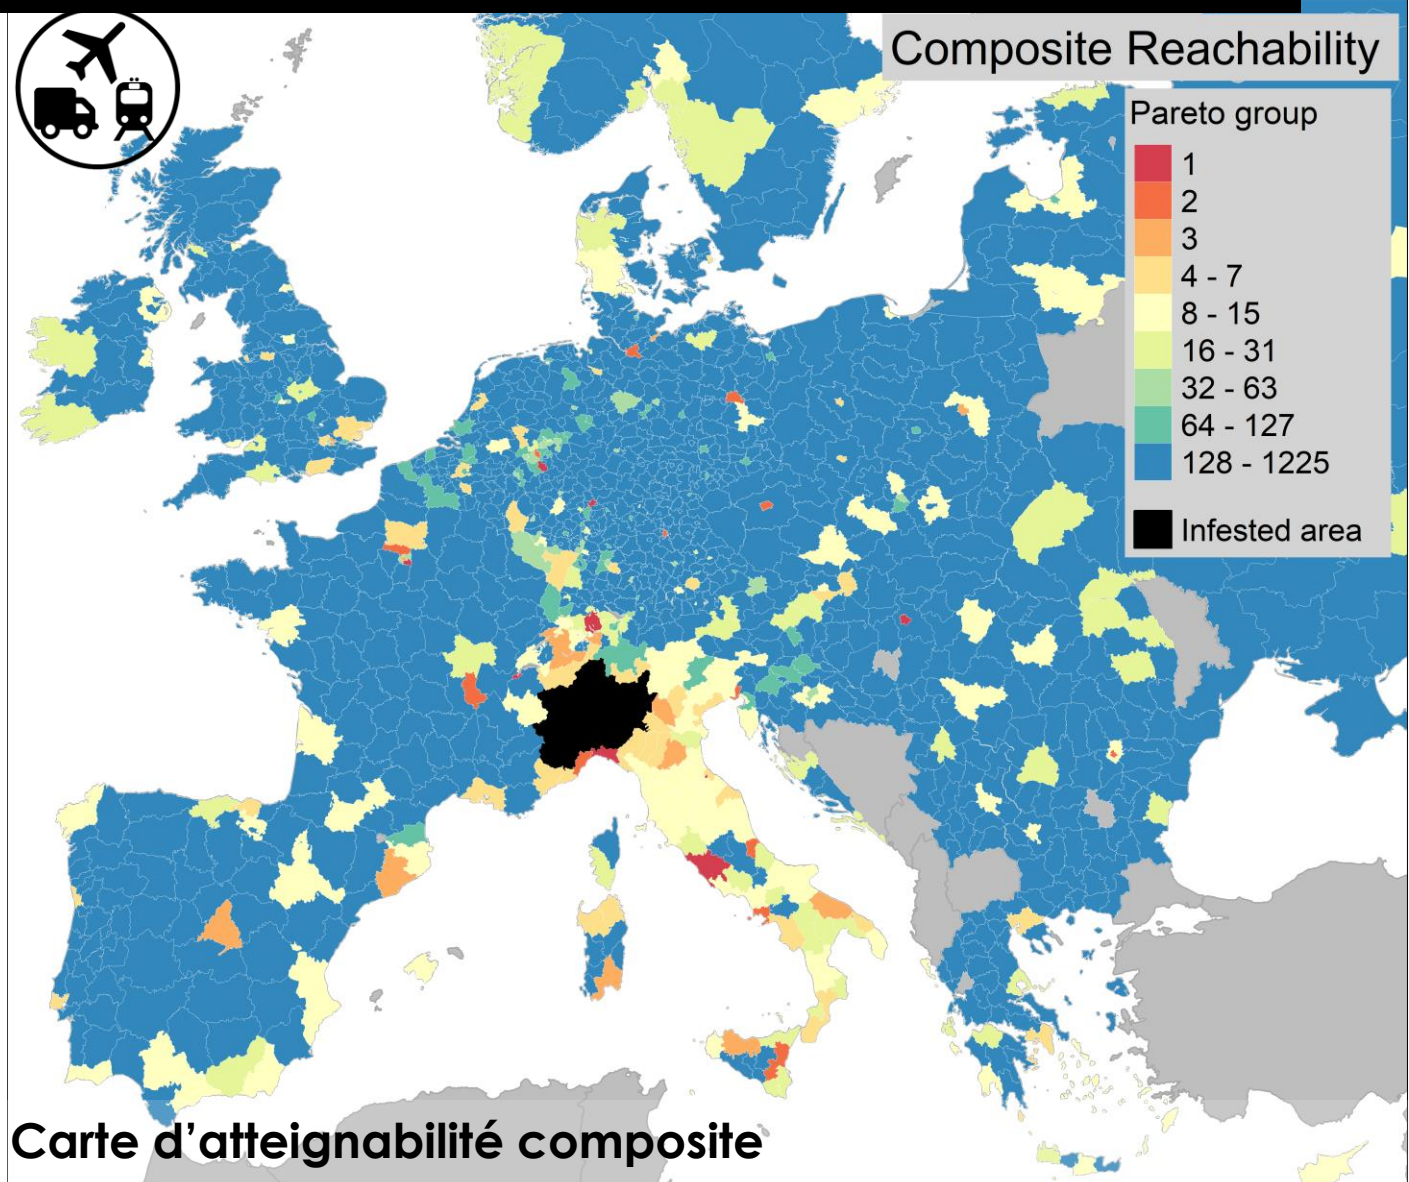 Composite Reachability
Pareto group
1
2
3
4 - 7
8 - 15
16 - 31
32 - 63
64 - 127
128 - 1225
Infested area
Carte d’atteignabilité composite